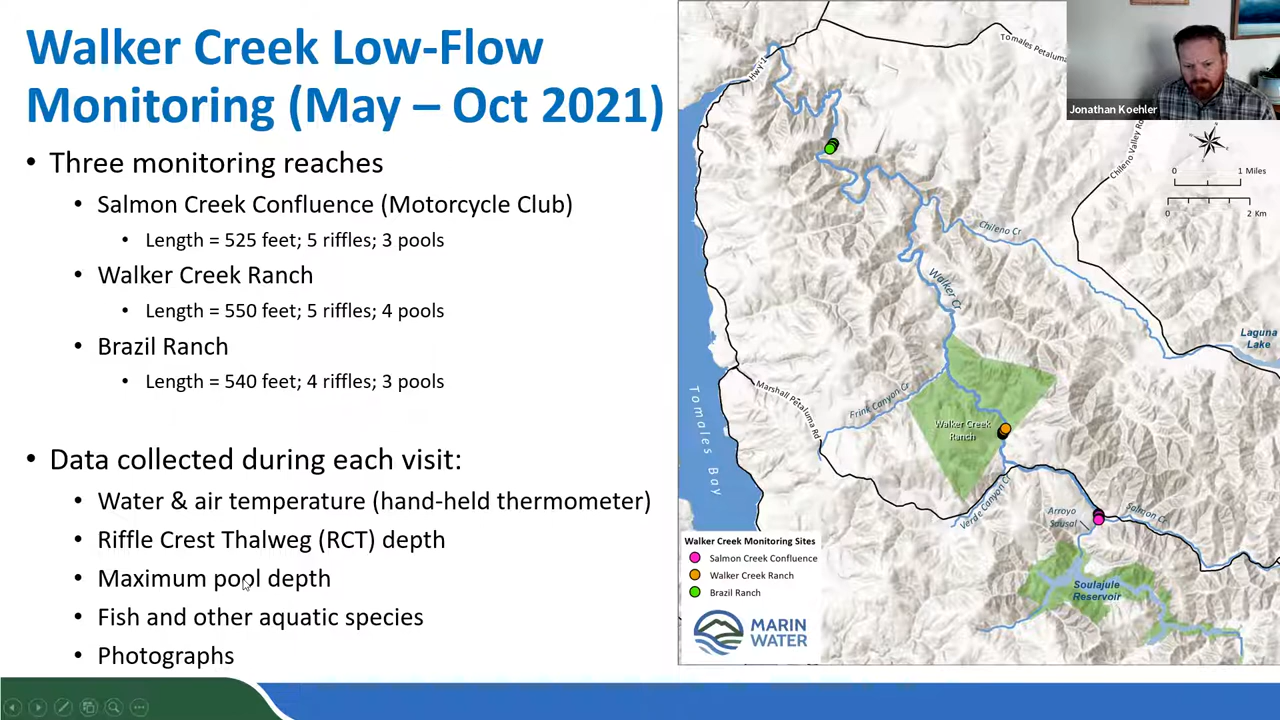 Walker Creek Low-Flow
Monitoring (May – Oct 2021)
• Three monitoring reaches
• Salmon Creek Confluence (Motorcycle Club)
• Length = 525 feet; 5 riffles; 3 pools
• Walker Creek Ranch
• Length = 550 feet; 5 riffles; 4 pools
• Brazil Ranch
• Length = 540 feet; 4 riffles; 3 pools
• Data collected during each visit:
• Water & air temperature (hand-held thermometer)
• Riffle Crest Thalweg (RCT) depth
• Maximum pool depth
• Fish and other aquatic species
• Photographs
Hwy 1
Tomales Petaluma
Jonathan Koehler
Chileno Valley Ro
0 1 Miles
0 2 Km
Chileno Cr
Walker Cr
Laguna
Lake
Marshall Petaluma Rd
Frink Canyon Cr
Tomales Bay
Walker Creek
Ranch
Verde Canyon Cr
Arroyo
Sausal
Salmon Cr
Soulajule
Reservoir
Walker Creek Monitoring Sites
Salmon Creek Confluence
Walker Creek Ranch
Brazil Ranch
MARIN
WATER